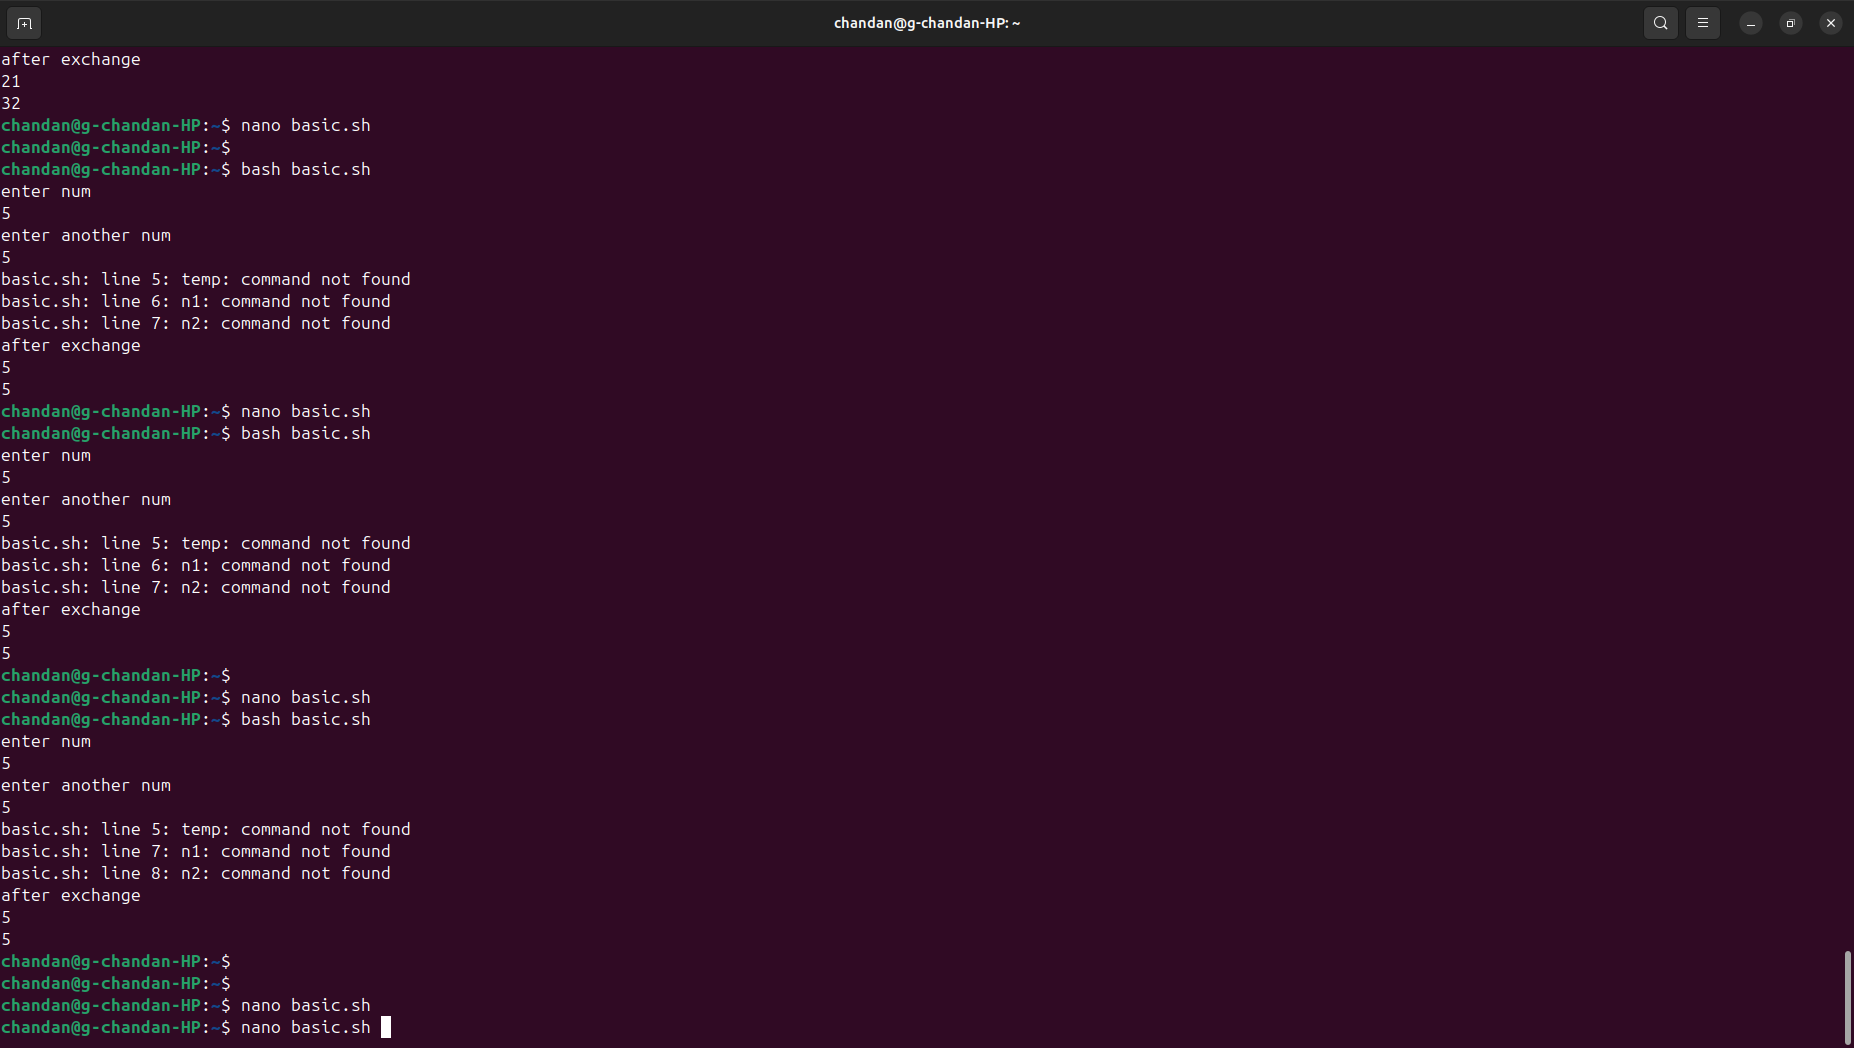 chandan@g-chandan-HP: ~
after exchange
21
32
chandan@g-chandan-HP:~$ nano basic.sh
chandan@g-chandan-HP:~$
chandan@g-chandan-HP:~$ bash basic.sh
enter num
5
enter another num
5
basic.sh: line 5: temp: command not found
basic.sh: line 6: n1: command not found
basic.sh: line 7: n2: command not found
after exchange
5
5
chandan@g-chandan-HP:~$ nano basic.sh
chandan@g-chandan-HP:~$ bash basic.sh
enter num
5
enter another num
5
basic.sh: line 5: temp: command not found
basic.sh: line 6: n1: command not found
basic.sh: line 7: n2: command not found
after exchange
5
5
chandan@g-chandan-HP:~$
chandan@g-chandan-HP:~$ nano basic.sh
chandan@g-chandan-HP:~$ bash basic.sh
enter num
5
enter another num
5
basic.sh: line 5: temp: command not found
basic.sh: line 7: n1: command not found
basic.sh: line 8: n2: command not found
after exchange
5
5
chandan@g-chandan-HP:~$
chandan@g-chandan-HP:~$
chandan@g-chandan-HP:~$ nano basic.sh
chandan@g-chandan-HP:~$ nano basic.sh